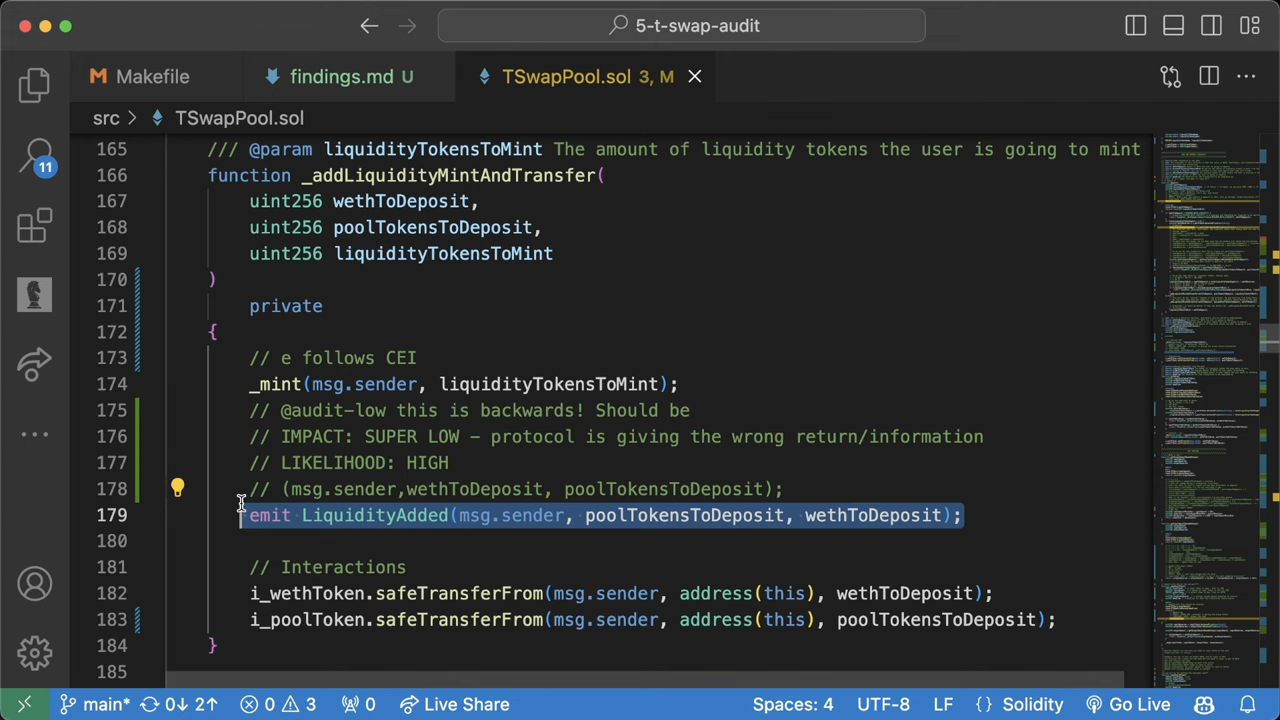 5-t-swap-audit
Makefile
findings.md U
TSwapPool.sol 3, M
11
src > TSwapPool.sol
165 /// @param liquidityTokensToMint The amount of liquidity tokens the user is going to mint
166 function _addLiquidityMintAndTransfer(
167 uint256 wethToDeposit,
168 uint256 poolTokensToDeposit,
169 uint256 liquidityTokensToMint
170 )
171 private
172 {
173 // e follows CEI
174 _mint(msg.sender, liquidityTokensToMint);
175 // @audit-low this is backwards! Should be
176 // IMPACT: SUPER LOW - protocol is giving the wrong return/information
177 // LIKELIHOOD: HIGH
178 // (msg.sender ,wethToDeposit, poolTokensToDeposit);
179 emit LiquidityAdded(msg.sender, poolTokensToDeposit, wethToDeposit);
180
181 // Interactions
182 i_wethToken.safeTransferFrom(msg.sender, address(this), wethToDeposit);
183 i_poolToken.safeTransferFrom(msg.sender, address(this), poolTokensToDeposit);
184 }
185
main* 0↓ 2↑ 0 3 0 Live Share Spaces: 4 UTF-8 LF {} Solidity Go Live